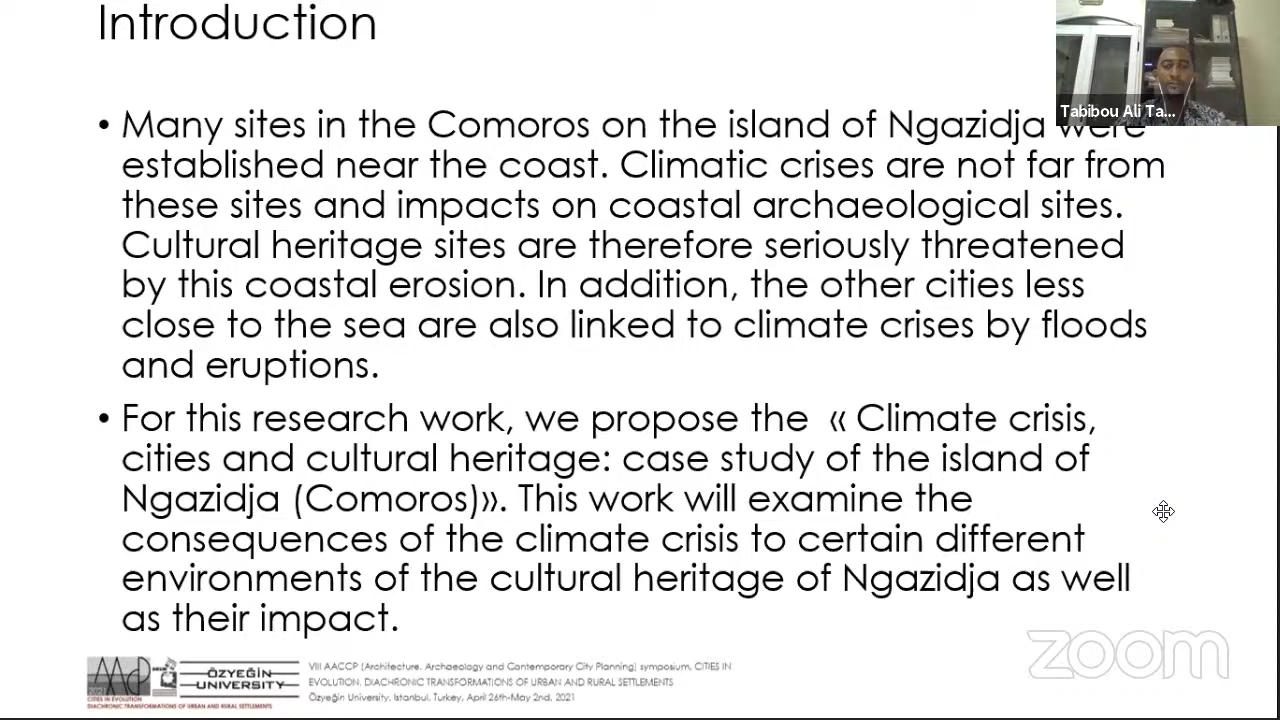 Introduction
Tabibou Ali Ta...
• Many sites in the Comoros on the island of Ngazidja were
established near the coast. Climatic crises are not far from
these sites and impacts on coastal archaeological sites.
Cultural heritage sites are therefore seriously threatened
by this coastal erosion. In addition, the other cities less
close to the sea are also linked to climate crises by floods
and eruptions.
• For this research work, we propose the « Climate crisis,
cities and cultural heritage: case study of the island of
Ngazidja (Comoros)». This work will examine the
consequences of the climate crisis to certain different
environments of the cultural heritage of Ngazidja as well
as their impact.
zoom
AACcP
ÖZYEĞİN
UNIVERSITY
CITIES IN EVOLUTION
DIACHRONIC TRANSFORMATIONS OF URBAN AND RURAL SETTLEMENTS
VIII AACCP (Architecture, Archaeology and Contemporary City Planning) symposium, CITIES IN
EVOLUTION. DIACHRONIC TRANSFORMATIONS OF URBAN AND RURAL SETTLEMENTS
Özyeğin University, Istanbul, Turkey, April 26th-May 2nd, 2021